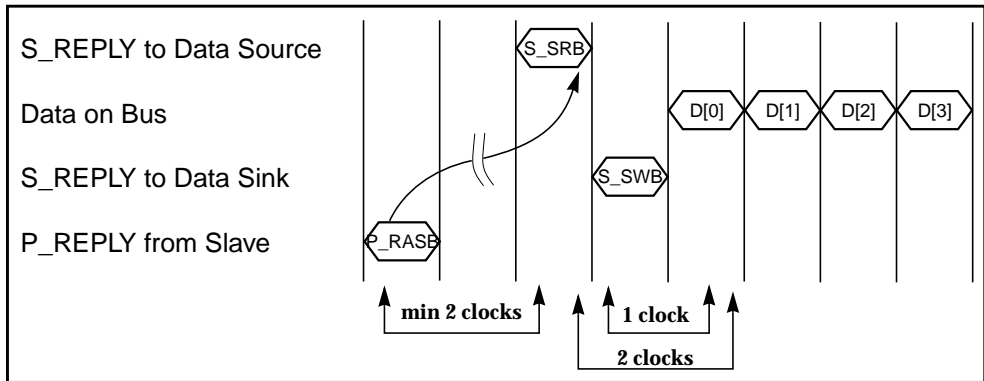 S_REPLY to Data Source
S_SRB
Data on Bus
D[0] D[1] D[2] D[3]
S_REPLY to Data Sink
S_SWB
P_REPLY from Slave
P_RASB
min 2 clocks
1 clock
2 clocks